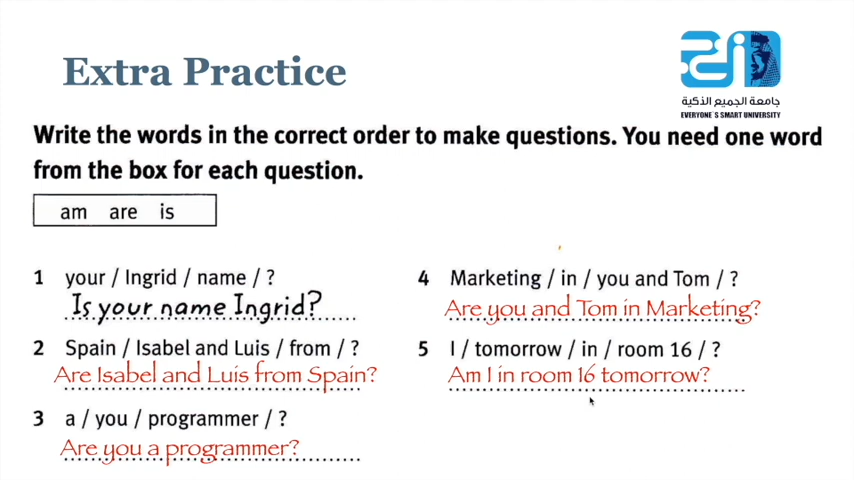 Extra Practice
جامعة الجميع الذكية
EVERYONE'S SMART UNIVERSITY
Write the words in the correct order to make questions. You need one word
from the box for each question.
am are is
1 your / Ingrid / name / ?
Is your name Ingrid?
2 Spain / Isabel and Luis / from / ?
Are Isabel and Luis from Spain?
3 a / you / programmer / ?
Are you a programmer?
4 Marketing / in / you and Tom / ?
Are you and Tom in Marketing?
5 I / tomorrow / in / room 16 / ?
Am I in room 16 tomorrow?